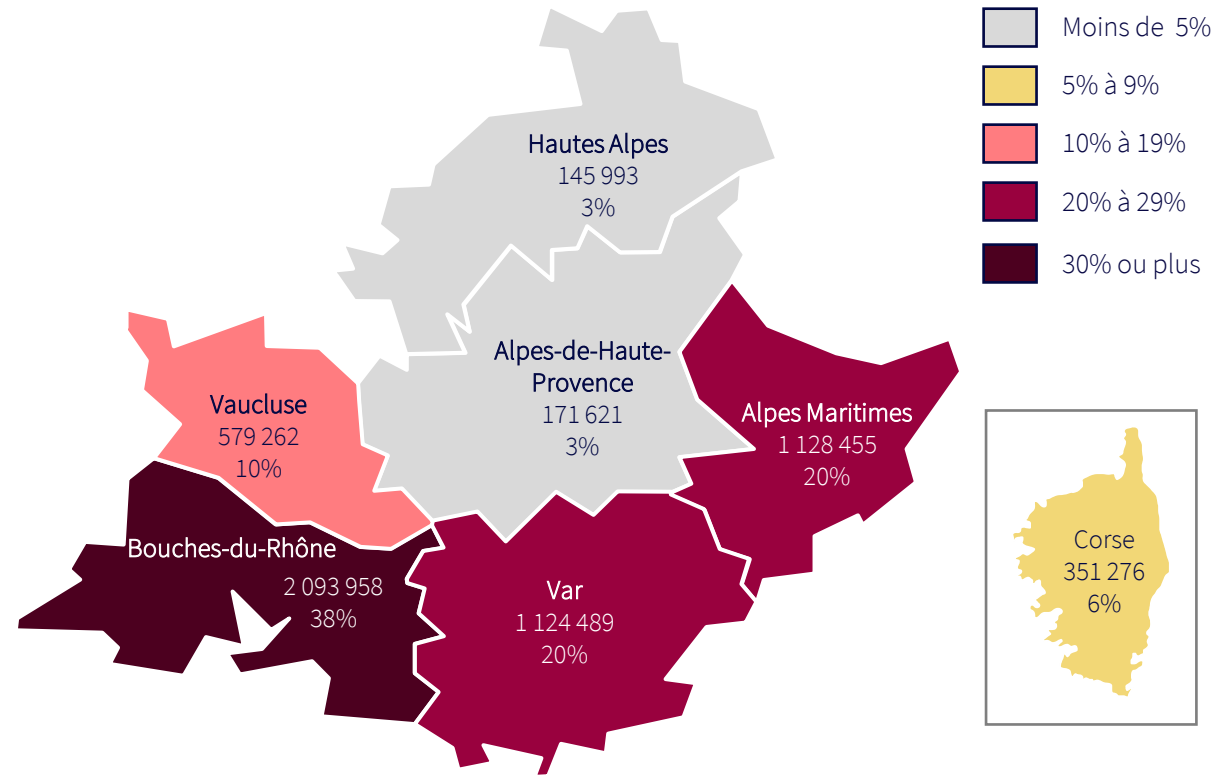 Moins de 5%
5% à 9%
10% à 19%
20% à 29%
30% ou plus
Hautes Alpes
145 993
3%
Alpes-de-Haute-
Provence
171 621
3%
Vaucluse
579 262
10%
Alpes Maritimes
1 128 455
20%
Bouches-du-Rhône
2 093 958
38%
Var
1 124 489
20%
Corse
351 276
6%